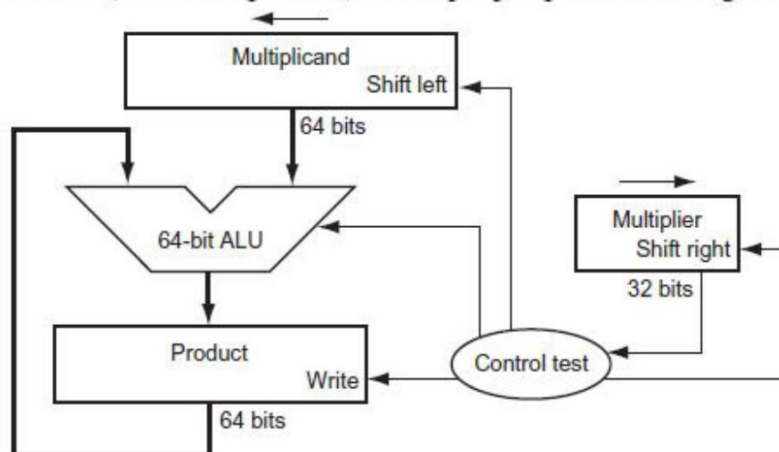 Multiplicand
Shift left
64 bits
64-bit ALU
Multiplier
Shift right
32 bits
Product
Control test
Write
64 bits